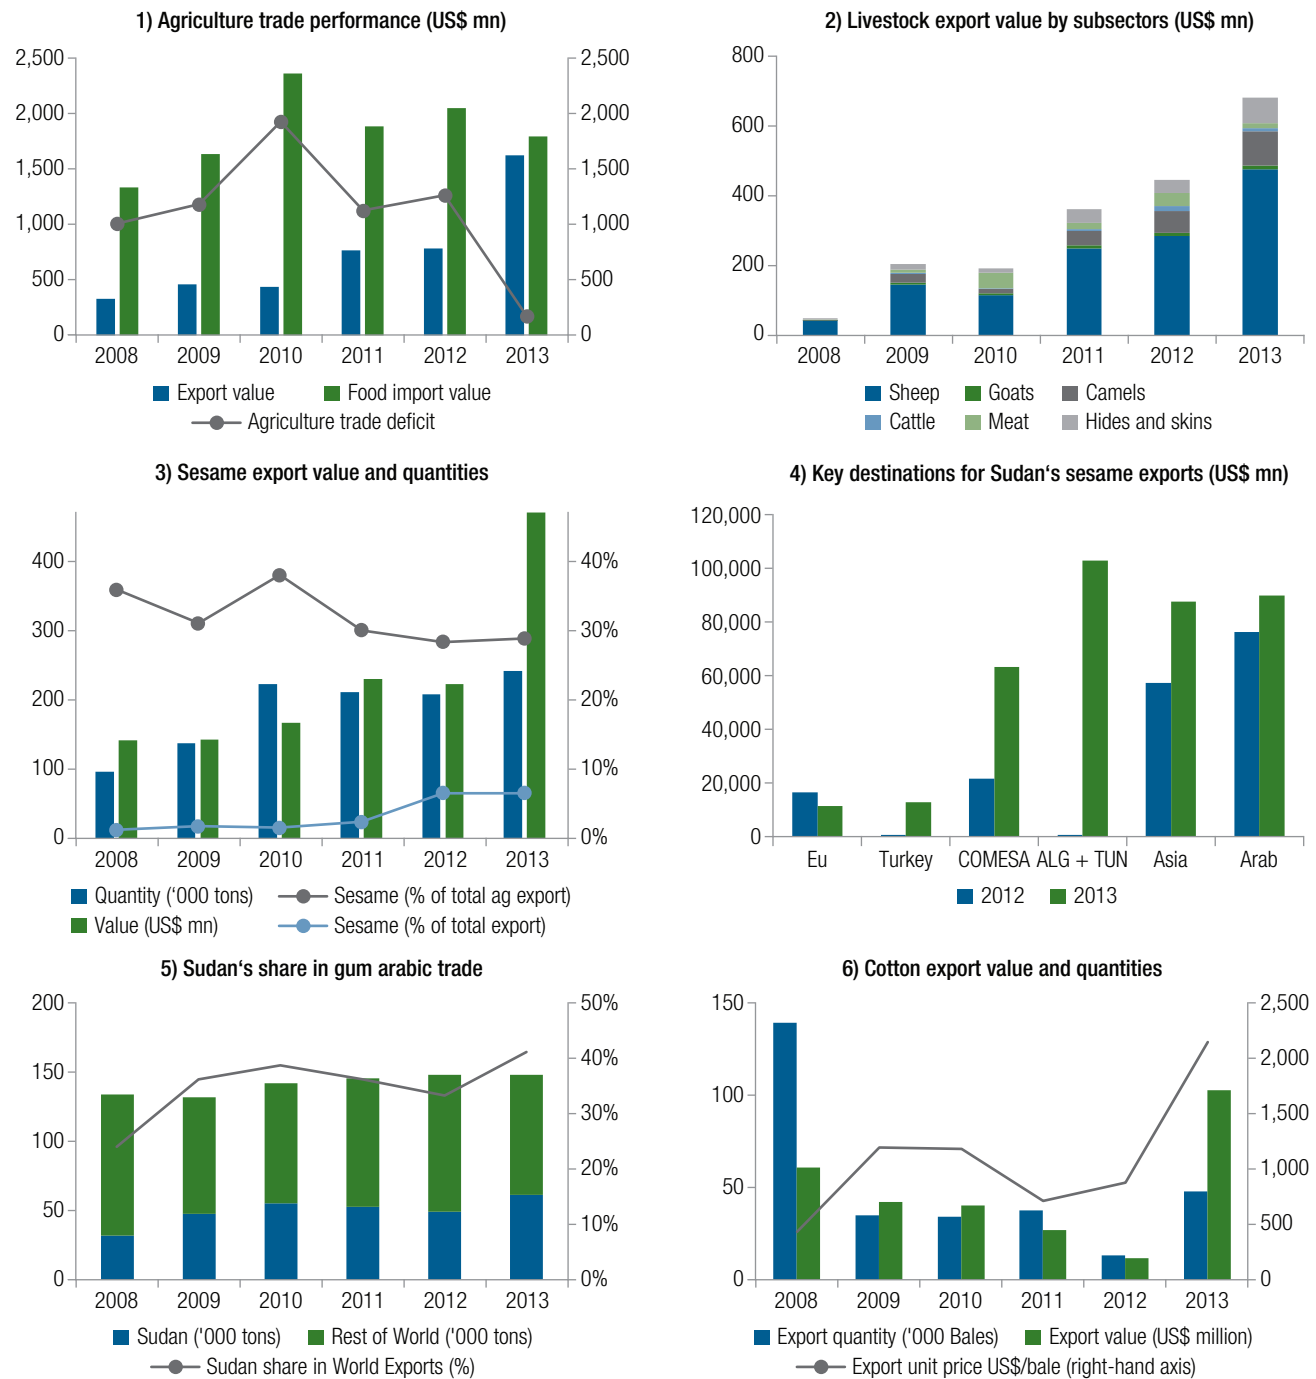 1) Agriculture trade performance (US$ mn)
2,500
2,000
1,500
1,000
500
0
2,500
2,000
1,500
1,000
500
0
2008 2009 2010 2011 2012 2013
Export value Food import value
Agriculture trade deficit
2) Livestock export value by subsectors (US$ mn)
800
600
400
200
0
2008 2009 2010 2011 2012 2013
Sheep Goats Camels
Cattle Meat Hides and skins
3) Sesame export value and quantities
400
300
200
100
0
40%
30%
20%
10%
0%
2008 2009 2010 2011 2012 2013
Quantity (‘000 tons) Sesame (% of total ag export)
Value (US$ mn) Sesame (% of total export)
4) Key destinations for Sudan‘s sesame exports (US$ mn)
120,000
100,000
80,000
60,000
40,000
20,000
0
Eu Turkey COMESA ALG + TUN Asia Arab
2012 2013
5) Sudan‘s share in gum arabic trade
200
150
100
50
0
50%
40%
30%
20%
10%
0%
2008 2009 2010 2011 2012 2013
Sudan ('000 tons) Rest of World ('000 tons)
Sudan share in World Exports (%)
6) Cotton export value and quantities
150
100
50
0
2,500
2,000
1,500
1,000
500
0
2008 2009 2010 2011 2012 2013
Export quantity ('000 Bales) Export value (US$ million)
Export unit price US$/bale (right-hand axis)